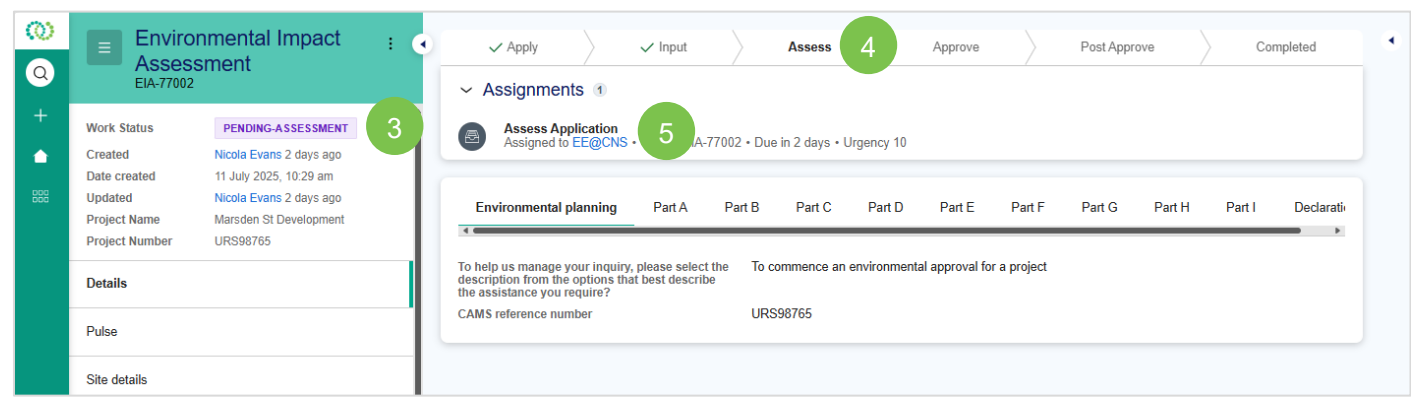 Environmental Impact
Assessment
EIA-77002
Work Status PENDING-ASSESSMENT
3
Created Nicola Evans 2 days ago
Date created 11 July 2025, 10:29 am
Updated Nicola Evans 2 days ago
Project Name Marsden St Development
Project Number URS98765
Details
Pulse
Site details
Apply Input Assess 4 Approve Post Approve Completed
Assignments 1
Assess Application
5
Assigned to EE@CNS • IA-77002 • Due in 2 days • Urgency 10
Environmental planning Part A Part B Part C Part D Part E Part F Part G Part H Part I Declarati
To help us manage your inquiry, please select the To commence an environmental approval for a project
description from the options that best describe
the assistance you require?
CAMS reference number URS98765